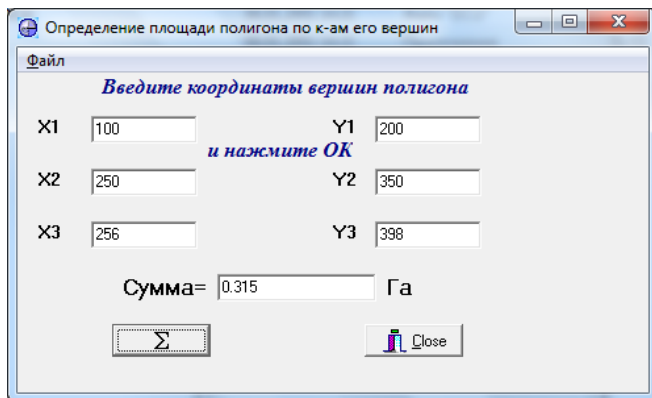 Определение площади полигона по к-ам его вершин
Файл
Введите координаты вершин полигона
X1 100 Y1 200
и нажмите ОК
X2 250 Y2 350
X3 256 Y3 398
Сумма= 0.315 Га
Σ Close